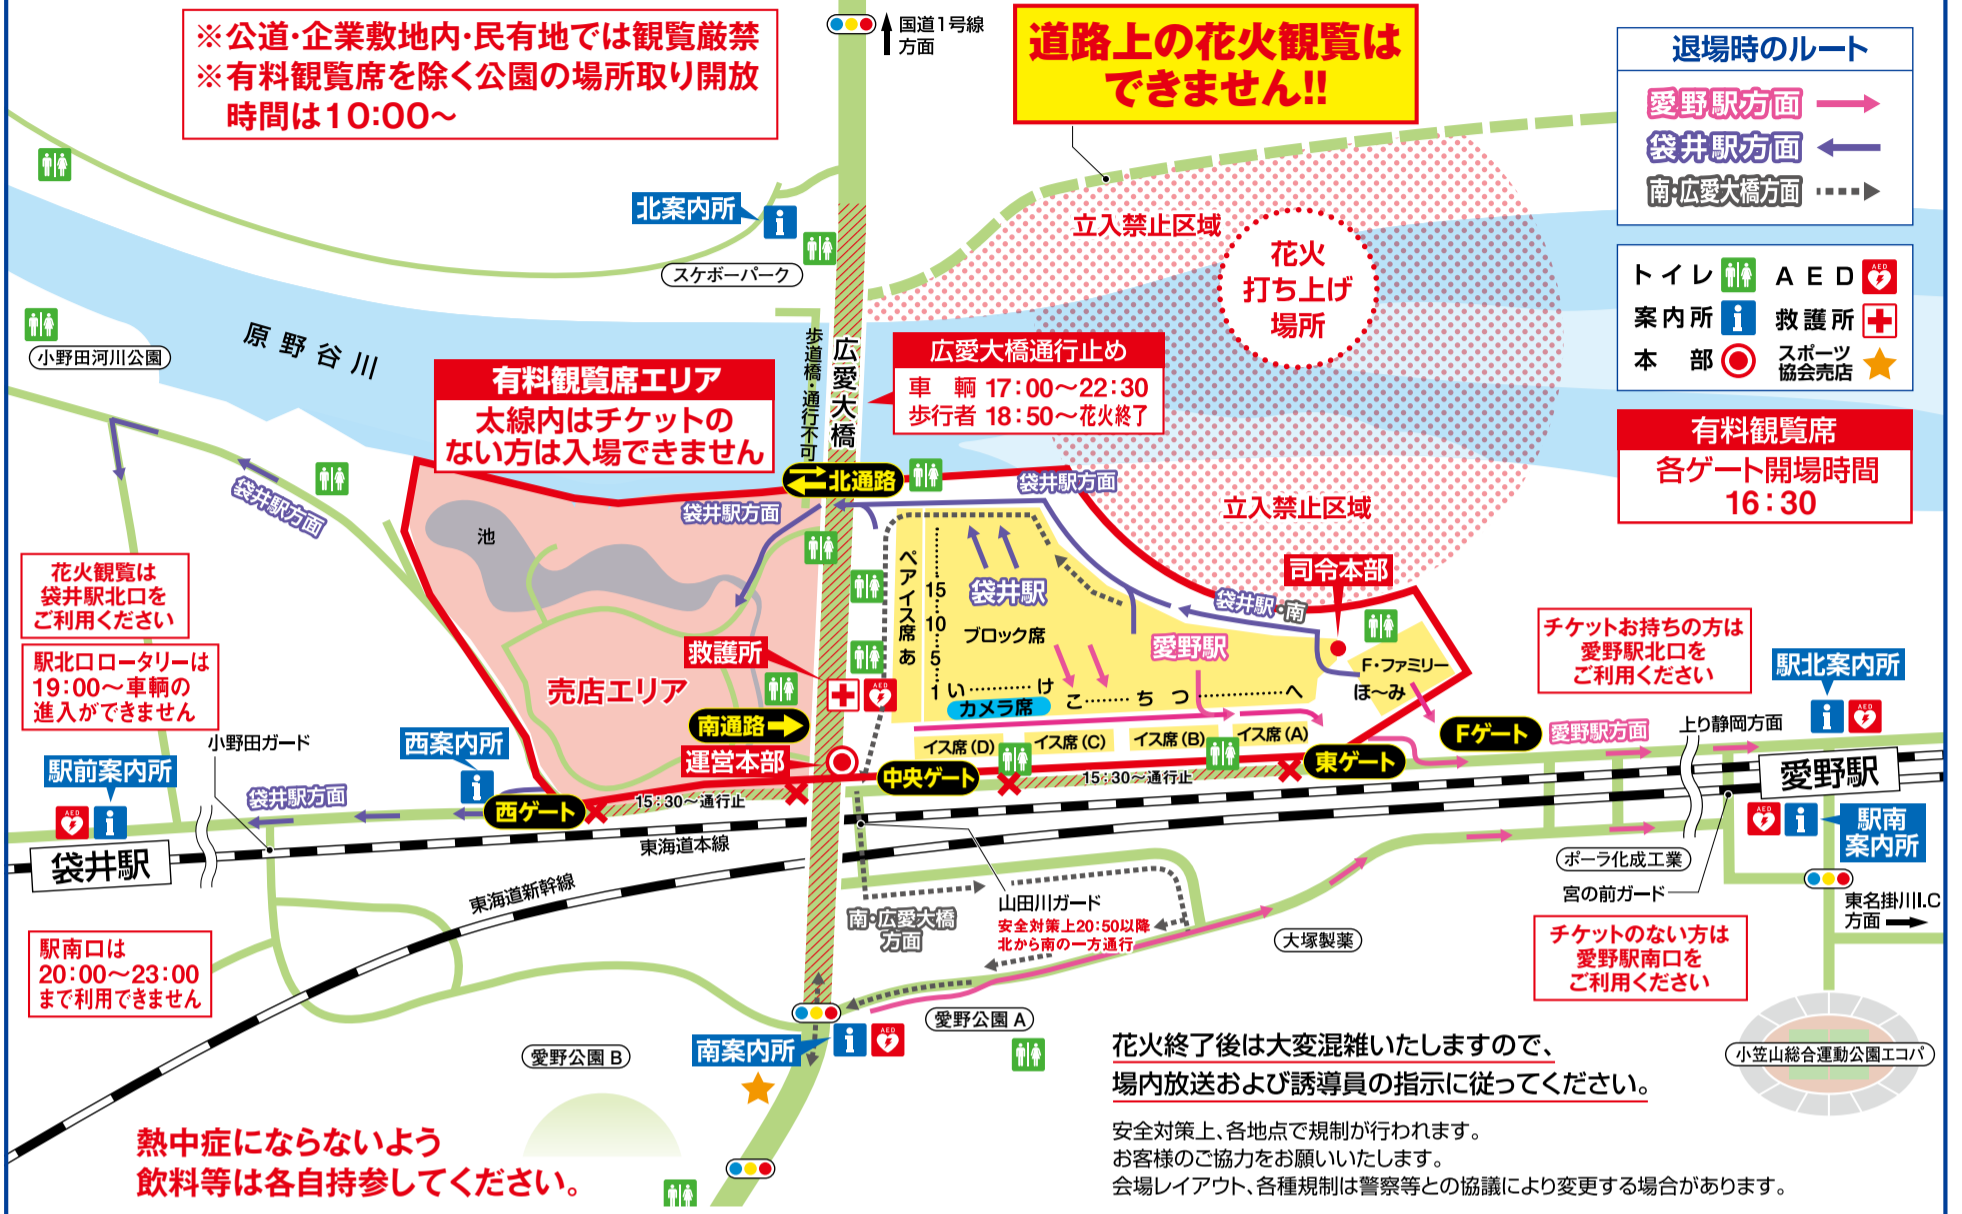 ※公道・企業敷地内・民有地では観覧厳禁
※有料観覧席を除く公園の場所取り開放
時間は10:00～
国道1号線
方面
道路上の花火観覧は
できません!!
退場時のルート
愛野駅方面
袋井駅方面
南・広愛大橋方面
トイレ
AED
案内所
救護所
本部
スポーツ
協会売店
有料観覧席
各ゲート開場時間
16:30
北案内所
スケボーパーク
立入禁止区域
花火
打ち上げ
場所
小野田河川公園
原野谷川
歩道橋・通行不可
広愛大橋
広愛大橋通行止め
車輌 17:00～22:30
歩行者 18:50～花火終了
有料観覧席エリア
太線内はチケットの
ない方は入場できません
北通路
袋井駅方面
袋井駅方面
袋井駅方面
立入禁止区域
池
花火観覧は
袋井駅北口を
ご利用ください
駅北口ロータリーは
19:00～車輌の
進入ができません
ペアイス席 あ
15
10
5
1
袋井駅
ブロック席
愛野駅
い
け
こ
ち
つ
へ
カメラ席
司令本部
袋井駅・南
F・ファミリー
ほ～み
チケットお持ちの方は
愛野駅北口を
ご利用ください
駅北案内所
AED
救護所
AED
売店エリア
南通路
運営本部
イス席(D)
イス席(C)
イス席(B)
イス席(A)
中央ゲート
東ゲート
Fゲート
愛野駅方面
上り静岡方面
愛野駅
15:30～通行止
小野田ガード
西案内所
駅前案内所
AED
袋井駅方面
西ゲート
15:30～通行止
袋井駅
東海道本線
東海道新幹線
AED
駅南
案内所
ポーラ化成工業
宮の前ガード
東名掛川I.C
方面
山田川ガード
安全対策上20:50以降
北から南の一方通行
南・広愛大橋
方面
大塚製薬
チケットのない方は
愛野駅南口を
ご利用ください
駅南口は
20:00～23:00
まで利用できません
愛野公園 A
愛野公園 B
南案内所
AED
小笠山総合運動公園エコパ
花火終了後は大変混雑いたしますので、
場内放送および誘導員の指示に従ってください。
安全対策上、各地点で規制が行われます。
お客様のご協力をお願いいたします。
会場レイアウト、各種規制は警察等との協議により変更する場合があります。
熱中症にならないよう
飲料等は各自持参してください。